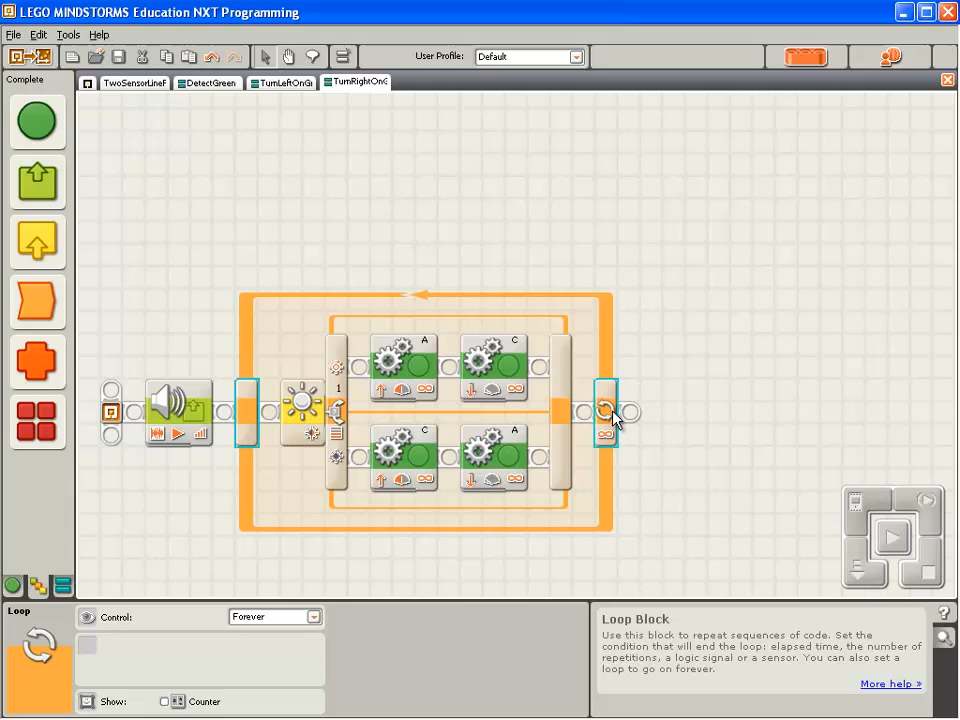 LEGO MINDSTORMS Education NXT Programming
File Edit Tools Help
User Profile: Default
Complete
TwoSensorLineF DetectGreen TurnLeftOnGi TurnRightOnG
A C
1
C A
Loop
Control: Forever
Show: Counter
Loop Block
Use this block to repeat sequences of code. Set the
condition that will end the loop: elapsed time, the number of
repetitions, a logic signal or a sensor. You can also set a
loop to go on forever.
More help »
?